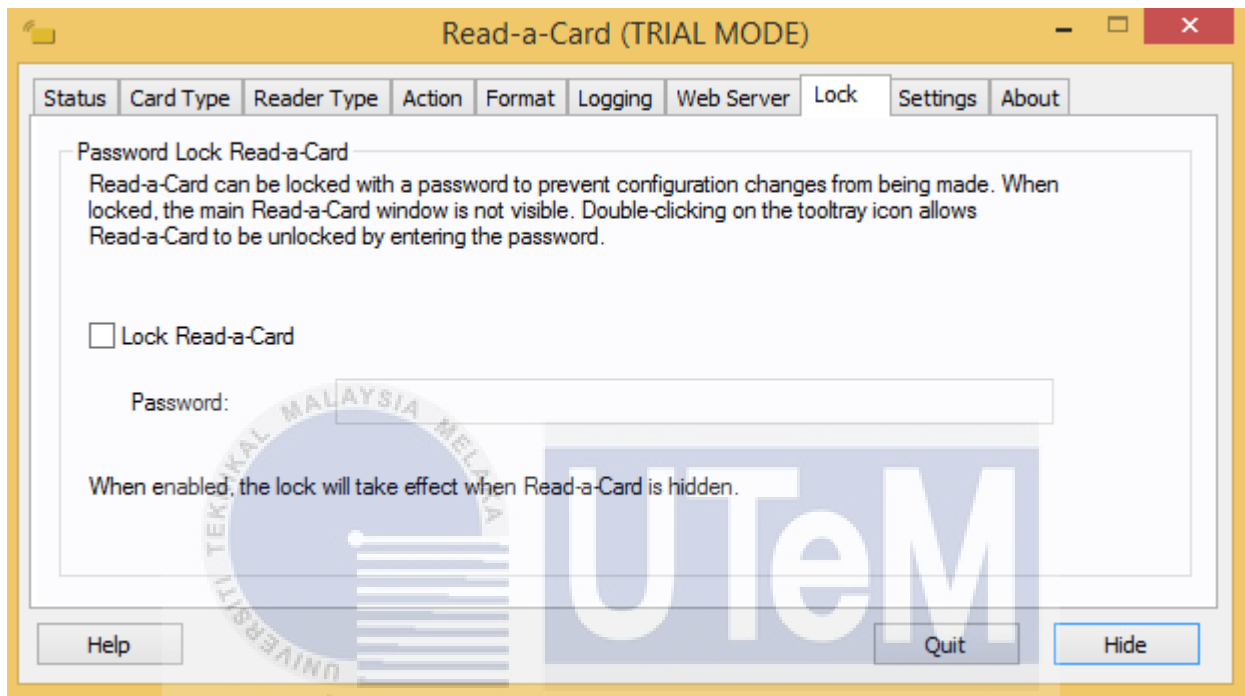 Read-a-Card (TRIAL MODE)
Status Card Type Reader Type Action Format Logging Web Server Lock Settings About
Password Lock Read-a-Card
Read-a-Card can be locked with a password to prevent configuration changes from being made. When
locked, the main Read-a-Card window is not visible. Double-clicking on the tooltray icon allows
Read-a-Card to be unlocked by entering the password.
Lock Read-a-Card
Password:
When enabled, the lock will take effect when Read-a-Card is hidden.
UNIVERSITI TEKNIKAL MALAYSIA MELAKA
UTeM
Help Quit Hide